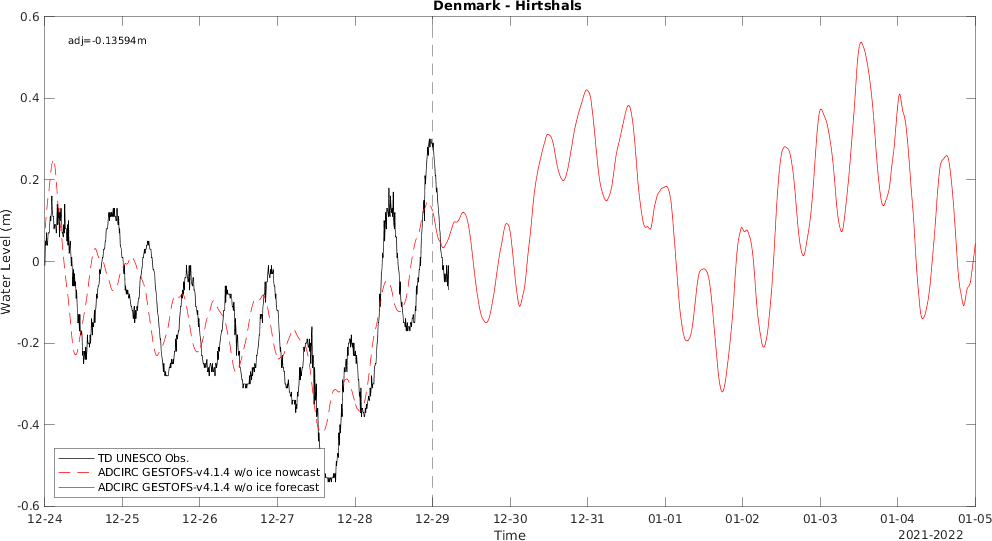 Denmark - Hirtshals
adj=-0.13594m
0.6
0.4
0.2
0
-0.2
-0.4
-0.6
Water Level (m)
TD UNESCO Obs.
ADCIRC GESTOFS-v4.1.4 w/o ice nowcast
ADCIRC GESTOFS-v4.1.4 w/o ice forecast
12-24 12-25 12-26 12-27 12-28 12-29 12-30 12-31 01-01 01-02 01-03 01-04 01-05
Time
2021-2022